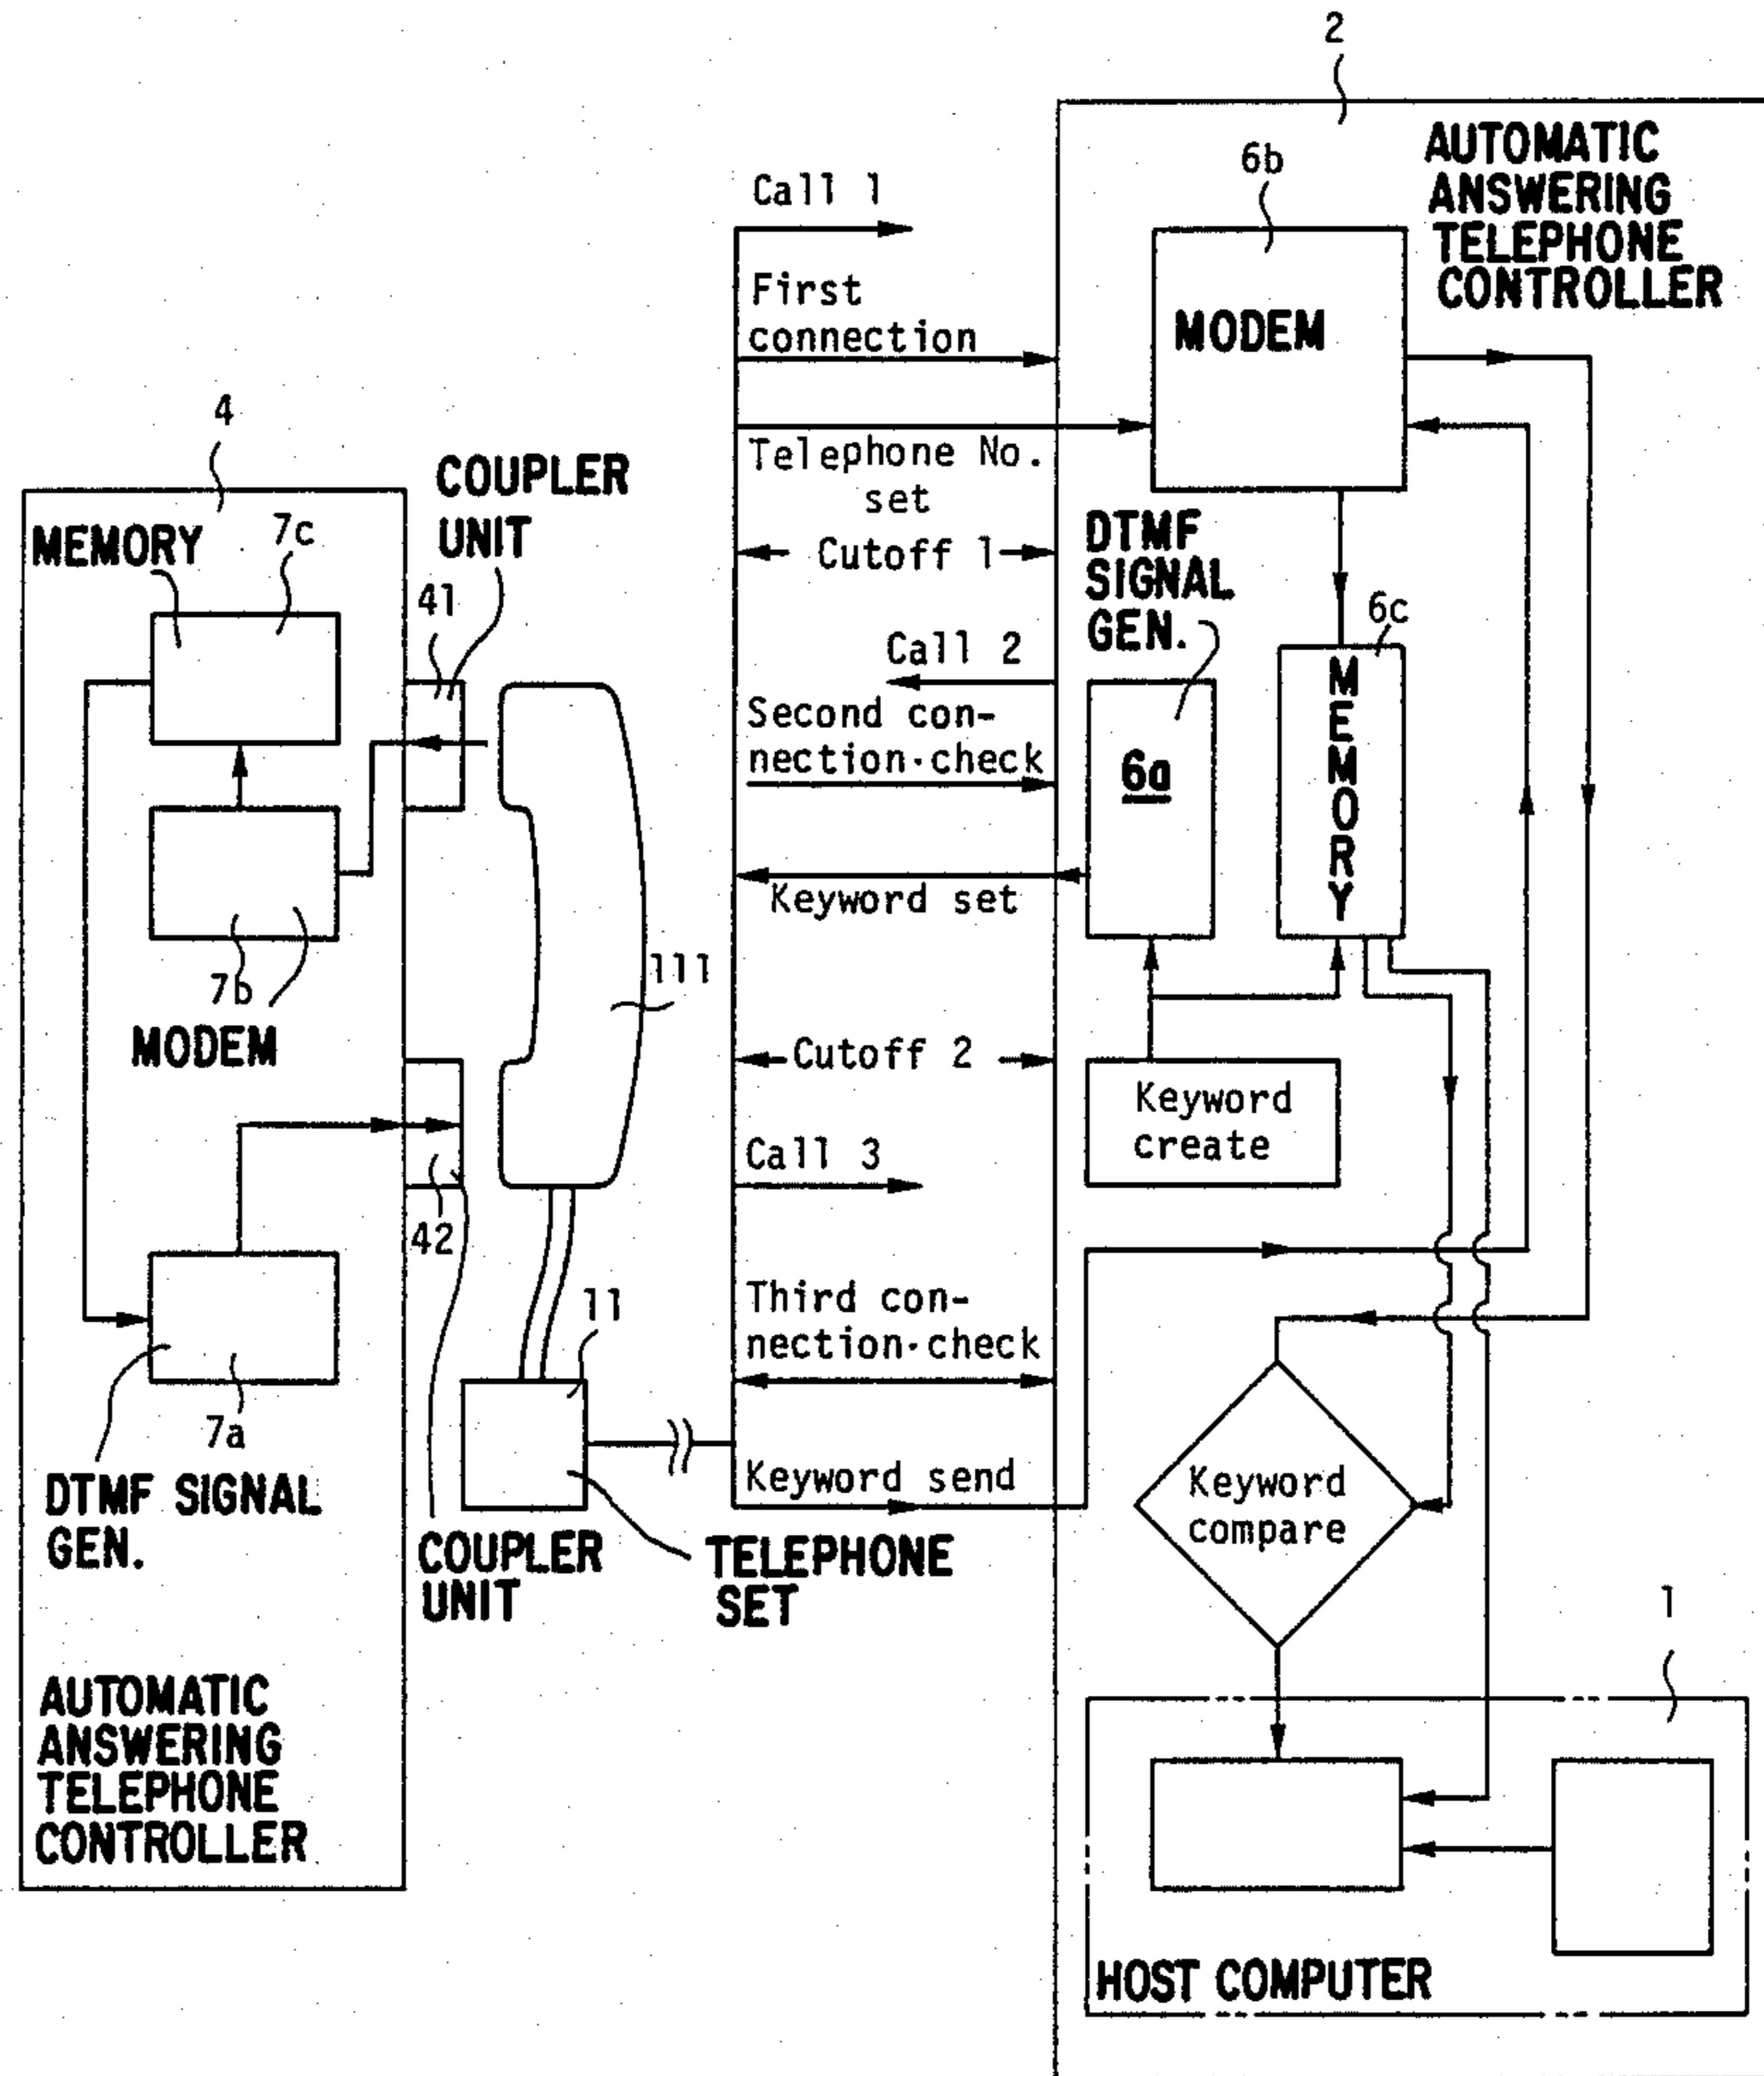 2
AUTOMATIC
ANSWERING
TELEPHONE
CONTROLLER
6b
MODEM
Call 1
First
connection
Telephone No.
set
Cutoff 1
DTMF
SIGNAL
GEN.
6c
MEMORY
6a
Call 2
Second con-
nection·check
Keyword set
Cutoff 2
Keyword
create
Call 3
Third con-
nection·check
Keyword send
Keyword
compare
1
HOST COMPUTER
4
COUPLER
UNIT
MEMORY
7c
41
7b
MODEM
111
42
11
7a
DTMF SIGNAL
GEN.
COUPLER
UNIT
TELEPHONE
SET
AUTOMATIC
ANSWERING
TELEPHONE
CONTROLLER